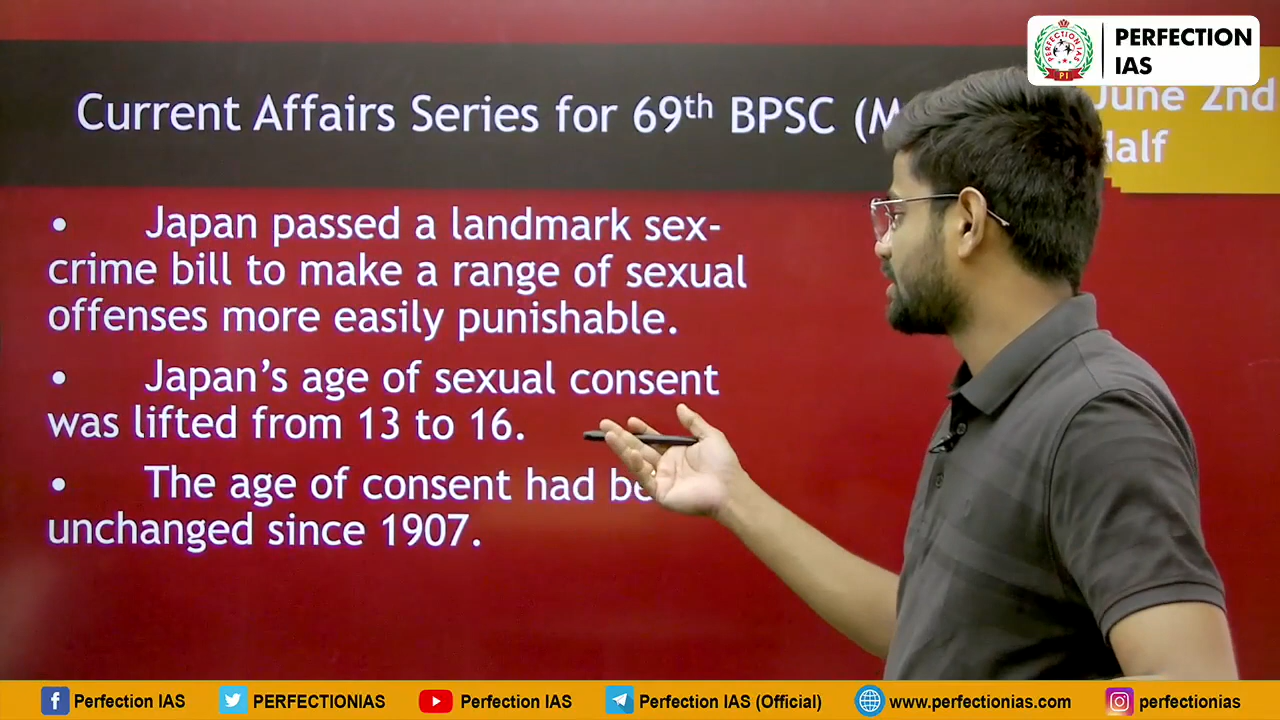 PERFECTION
IAS
PERFECTION IAS
PI
Current Affairs Series for 69th BPSC (M
June 2nd
Half
• Japan passed a landmark sex-
crime bill to make a range of sexual
offenses more easily punishable.
• Japan’s age of sexual consent
was lifted from 13 to 16.
• The age of consent had be
unchanged since 1907.
Perfection IAS
PERFECTIONIAS
Perfection IAS
Perfection IAS (Official)
www.perfectionias.com
perfectionias